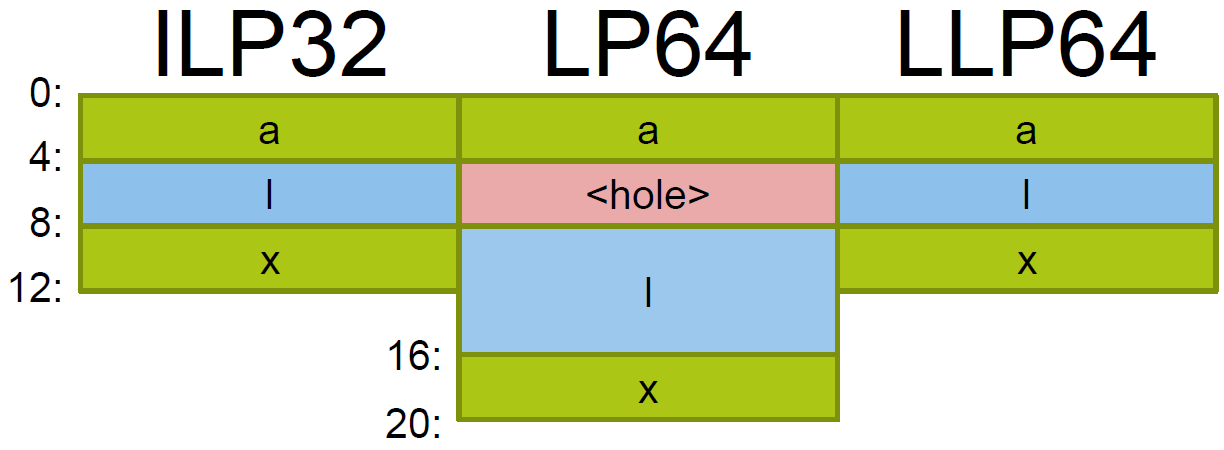 ILP32 LP64 LLP64
0:
a a a
4:
l <hole> l
8:
x x
12:
l
16:
x
20: